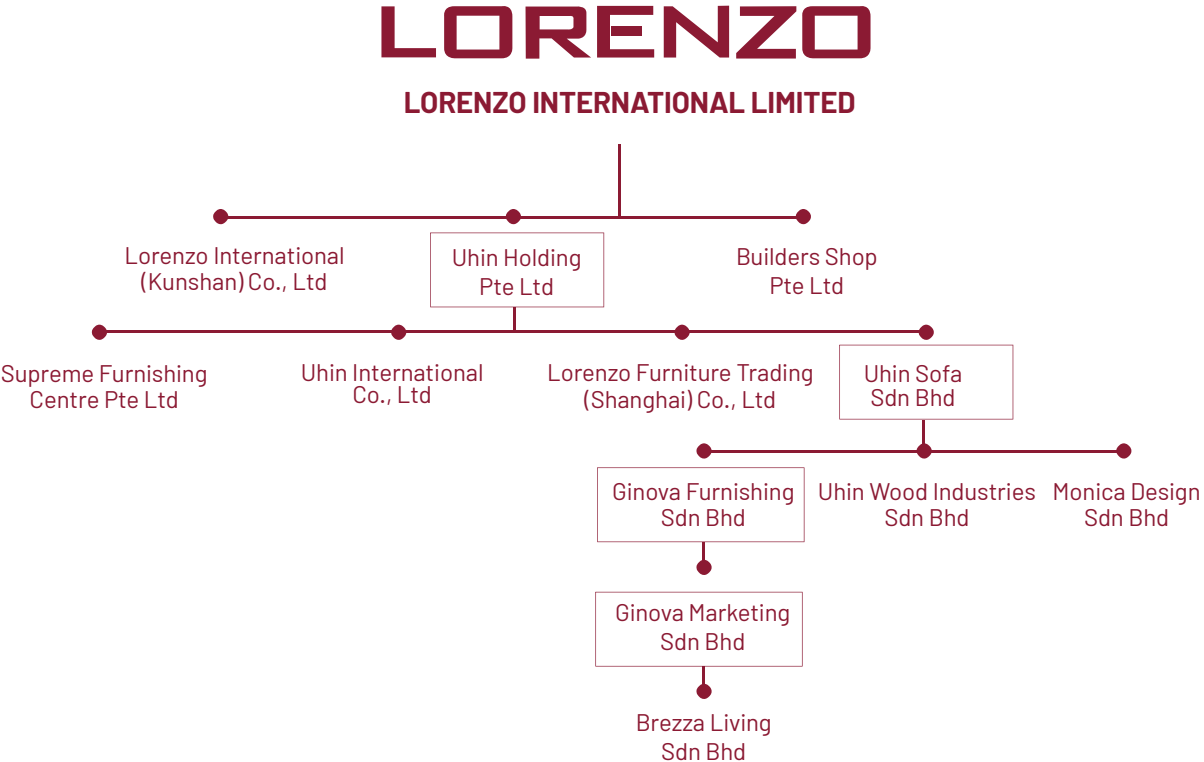 LORENZO
LORENZO INTERNATIONAL LIMITED
Lorenzo International
(Kunshan) Co., Ltd
Uhin Holding
Pte Ltd
Builders Shop
Pte Ltd
Supreme Furnishing
Centre Pte Ltd
Uhin International
Co., Ltd
Lorenzo Furniture Trading
(Shanghai) Co., Ltd
Uhin Sofa
Sdn Bhd
Ginova Furnishing
Sdn Bhd
Uhin Wood Industries
Sdn Bhd
Monica Design
Sdn Bhd
Ginova Marketing
Sdn Bhd
Brezza Living
Sdn Bhd